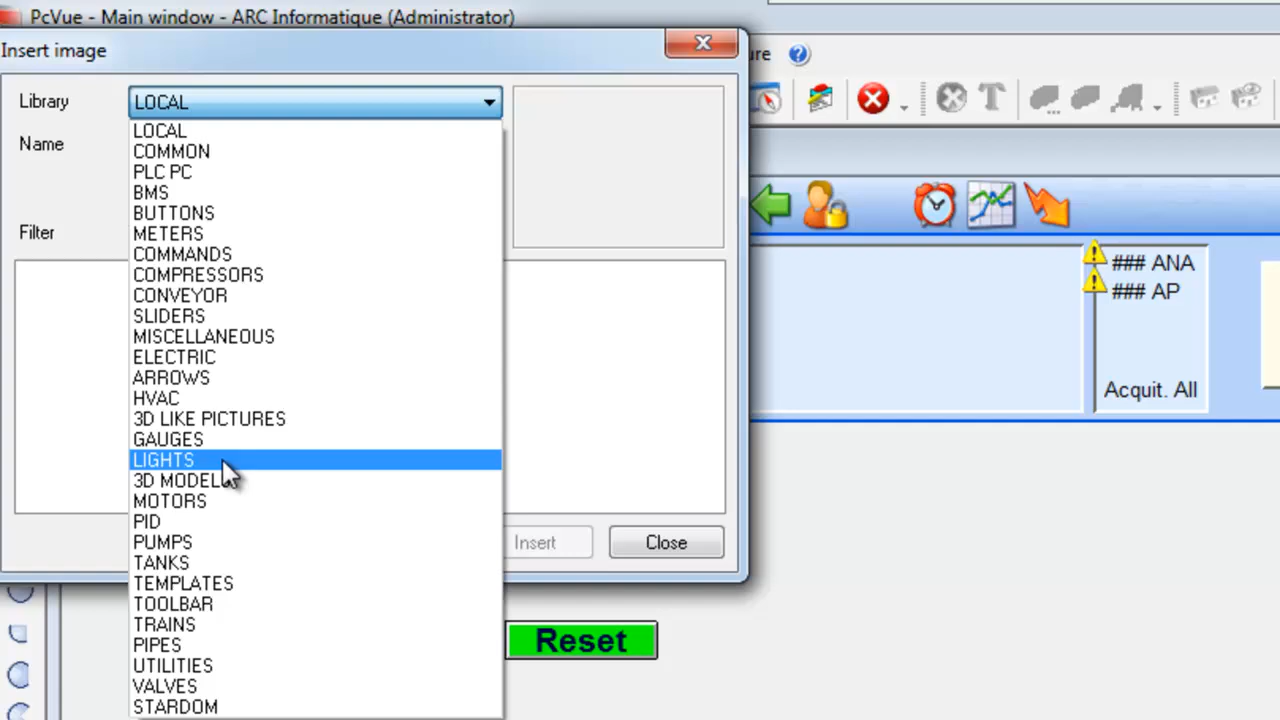 PcVue - Main window - ARC Informatique (Administrator)
Insert image
Library
LOCAL
Name
Filter
LOCAL
COMMON
PLC PC
BMS
BUTTONS
METERS
COMMANDS
COMPRESSORS
CONVEYOR
SLIDERS
MISCELLANEOUS
ELECTRIC
ARROWS
HVAC
3D LIKE PICTURES
GAUGES
LIGHTS
3D MODEL
MOTORS
PID
PUMPS
TANKS
TEMPLATES
TOOLBAR
TRAINS
PIPES
UTILITIES
VALVES
STARDOM
Insert
Close
Reset
### ANA
### AP
Acquit. All